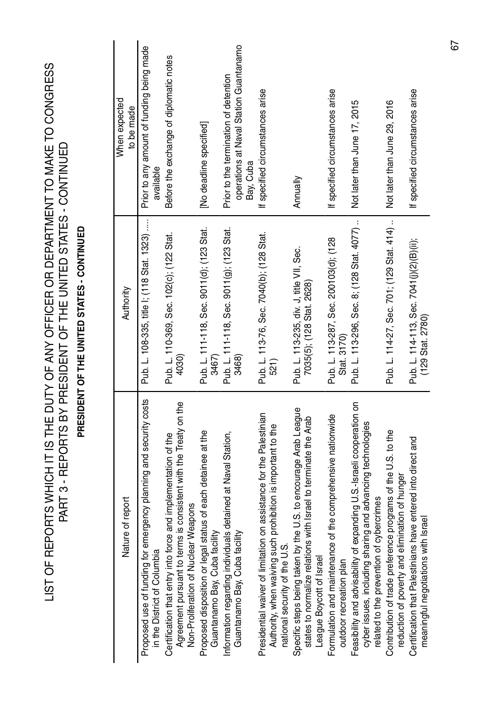 LIST OF REPORTS WHICH IT IS THE DUTY OF ANY OFFICER OR DEPARTMENT TO MAKE TO CONGRESS
PART 3 - REPORTS BY PRESIDENT OF THE UNITED STATES - CONTINUED
PRESIDENT OF THE UNITED STATES - CONTINUED
Nature of report
Authority
When expected
to be made
Proposed use of funding for emergency planning and security costs
in the District of Columbia
Pub. L. 108-335, title I; (118 Stat. 1323) .....
Prior to any amount of funding being made
available
Certification that entry into force and implementation of the
Agreement pursuant to terms is consistent with the Treaty on the
Non-Proliferation of Nuclear Weapons
Pub. L. 110-369, Sec. 102(c); (122 Stat.
4030)
Before the exchange of diplomatic notes
Proposed disposition or legal status of each detainee at the
Guantanamo Bay, Cuba facility
Pub. L. 111-118, Sec. 9011(d); (123 Stat.
3467)
[No deadline specified]
Information regarding individuals detained at Naval Station,
Guantanamo Bay, Cuba facility
Pub. L. 111-118, Sec. 9011(g); (123 Stat.
3468)
Prior to the termination of detention
operations at Naval Station Guantanamo
Bay, Cuba
Presidential waiver of limitation on assistance for the Palestinian
Authority, when waiving such prohibition is important to the
national security of the U.S.
Pub. L. 113-76, Sec. 7040(b); (128 Stat.
521)
If specified circumstances arise
Specific steps being taken by the U.S. to encourage Arab League
states to normalize relations with Israel to terminate the Arab
League Boycott of Israel
Pub. L. 113-235, div. J, title VII, Sec.
7035(5); (128 Stat. 2628)
Annually
Formulation and maintenance of the comprehensive nationwide
outdoor recreation plan
Pub. L. 113-287, Sec. 200103(d); (128
Stat. 3170)
If specified circumstances arise
Feasibility and advisability of expanding U.S.-Israeli cooperation on
cyber issues, including sharing and advancing technologies
related to the prevention of cybercrimes
Pub. L. 113-296, Sec. 8; (128 Stat. 4077) ..
Not later than June 17, 2015
Contribution of trade preference programs of the U.S. to the
reduction of poverty and elimination of hunger
Pub. L. 114-27, Sec. 701; (129 Stat. 414) ..
Not later than June 29, 2016
Certification that Palestinians have entered into direct and
meaningful negotiations with Israel
Pub. L. 114-113, Sec. 7041(j)(2)(B)(ii);
(129 Stat. 2780)
If specified circumstances arise
67